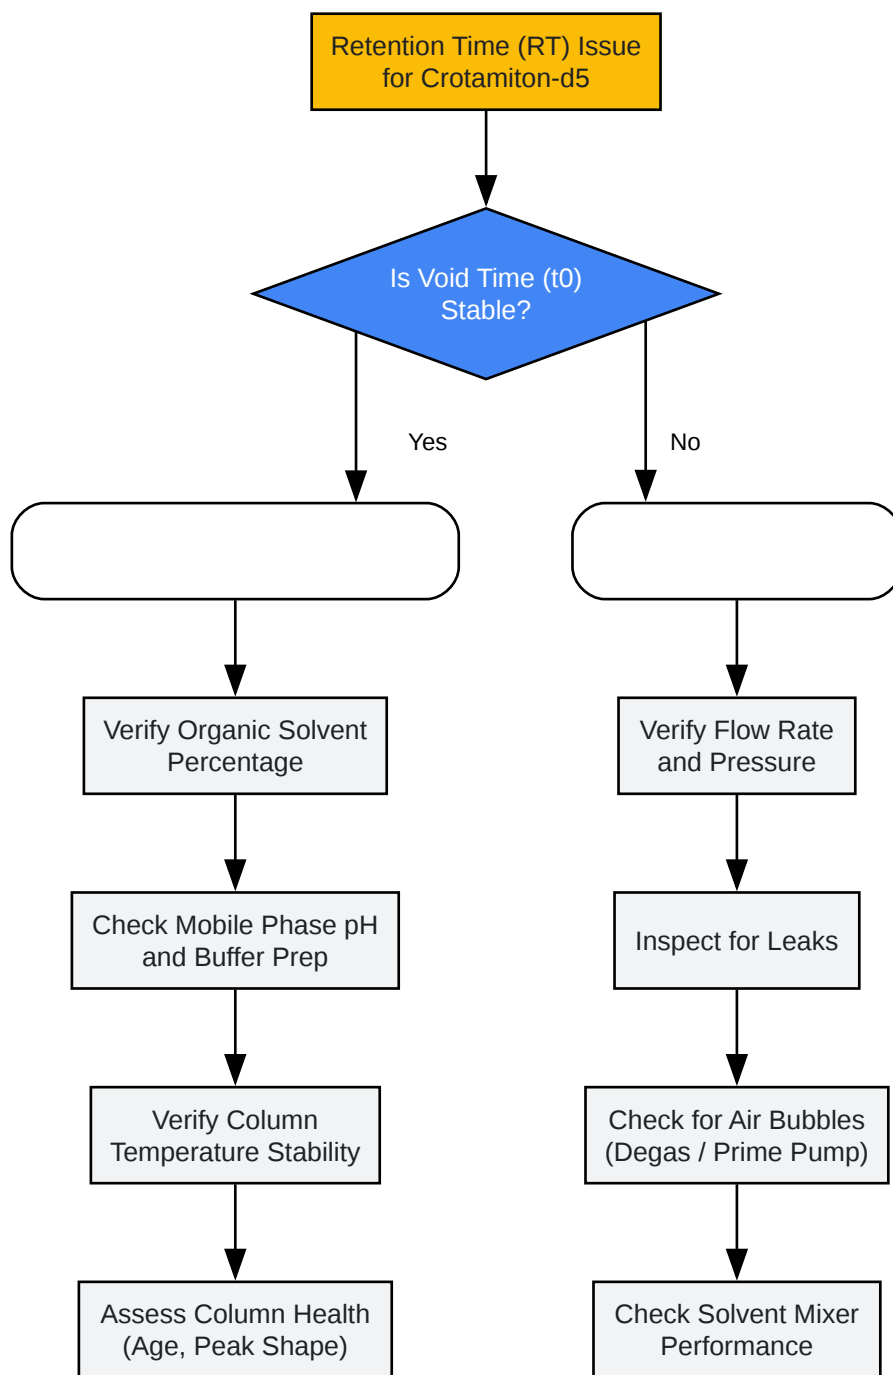 Retention Time (RT) Issue
for Crotamiton-d5
Is Void Time (t0)
Stable?
Yes
No
Verify Organic Solvent
Percentage
Verify Flow Rate
and Pressure
Check Mobile Phase pH
and Buffer Prep
Inspect for Leaks
Verify Column
Temperature Stability
Check for Air Bubbles
(Degas / Prime Pump)
Assess Column Health
(Age, Peak Shape)
Check Solvent Mixer
Performance